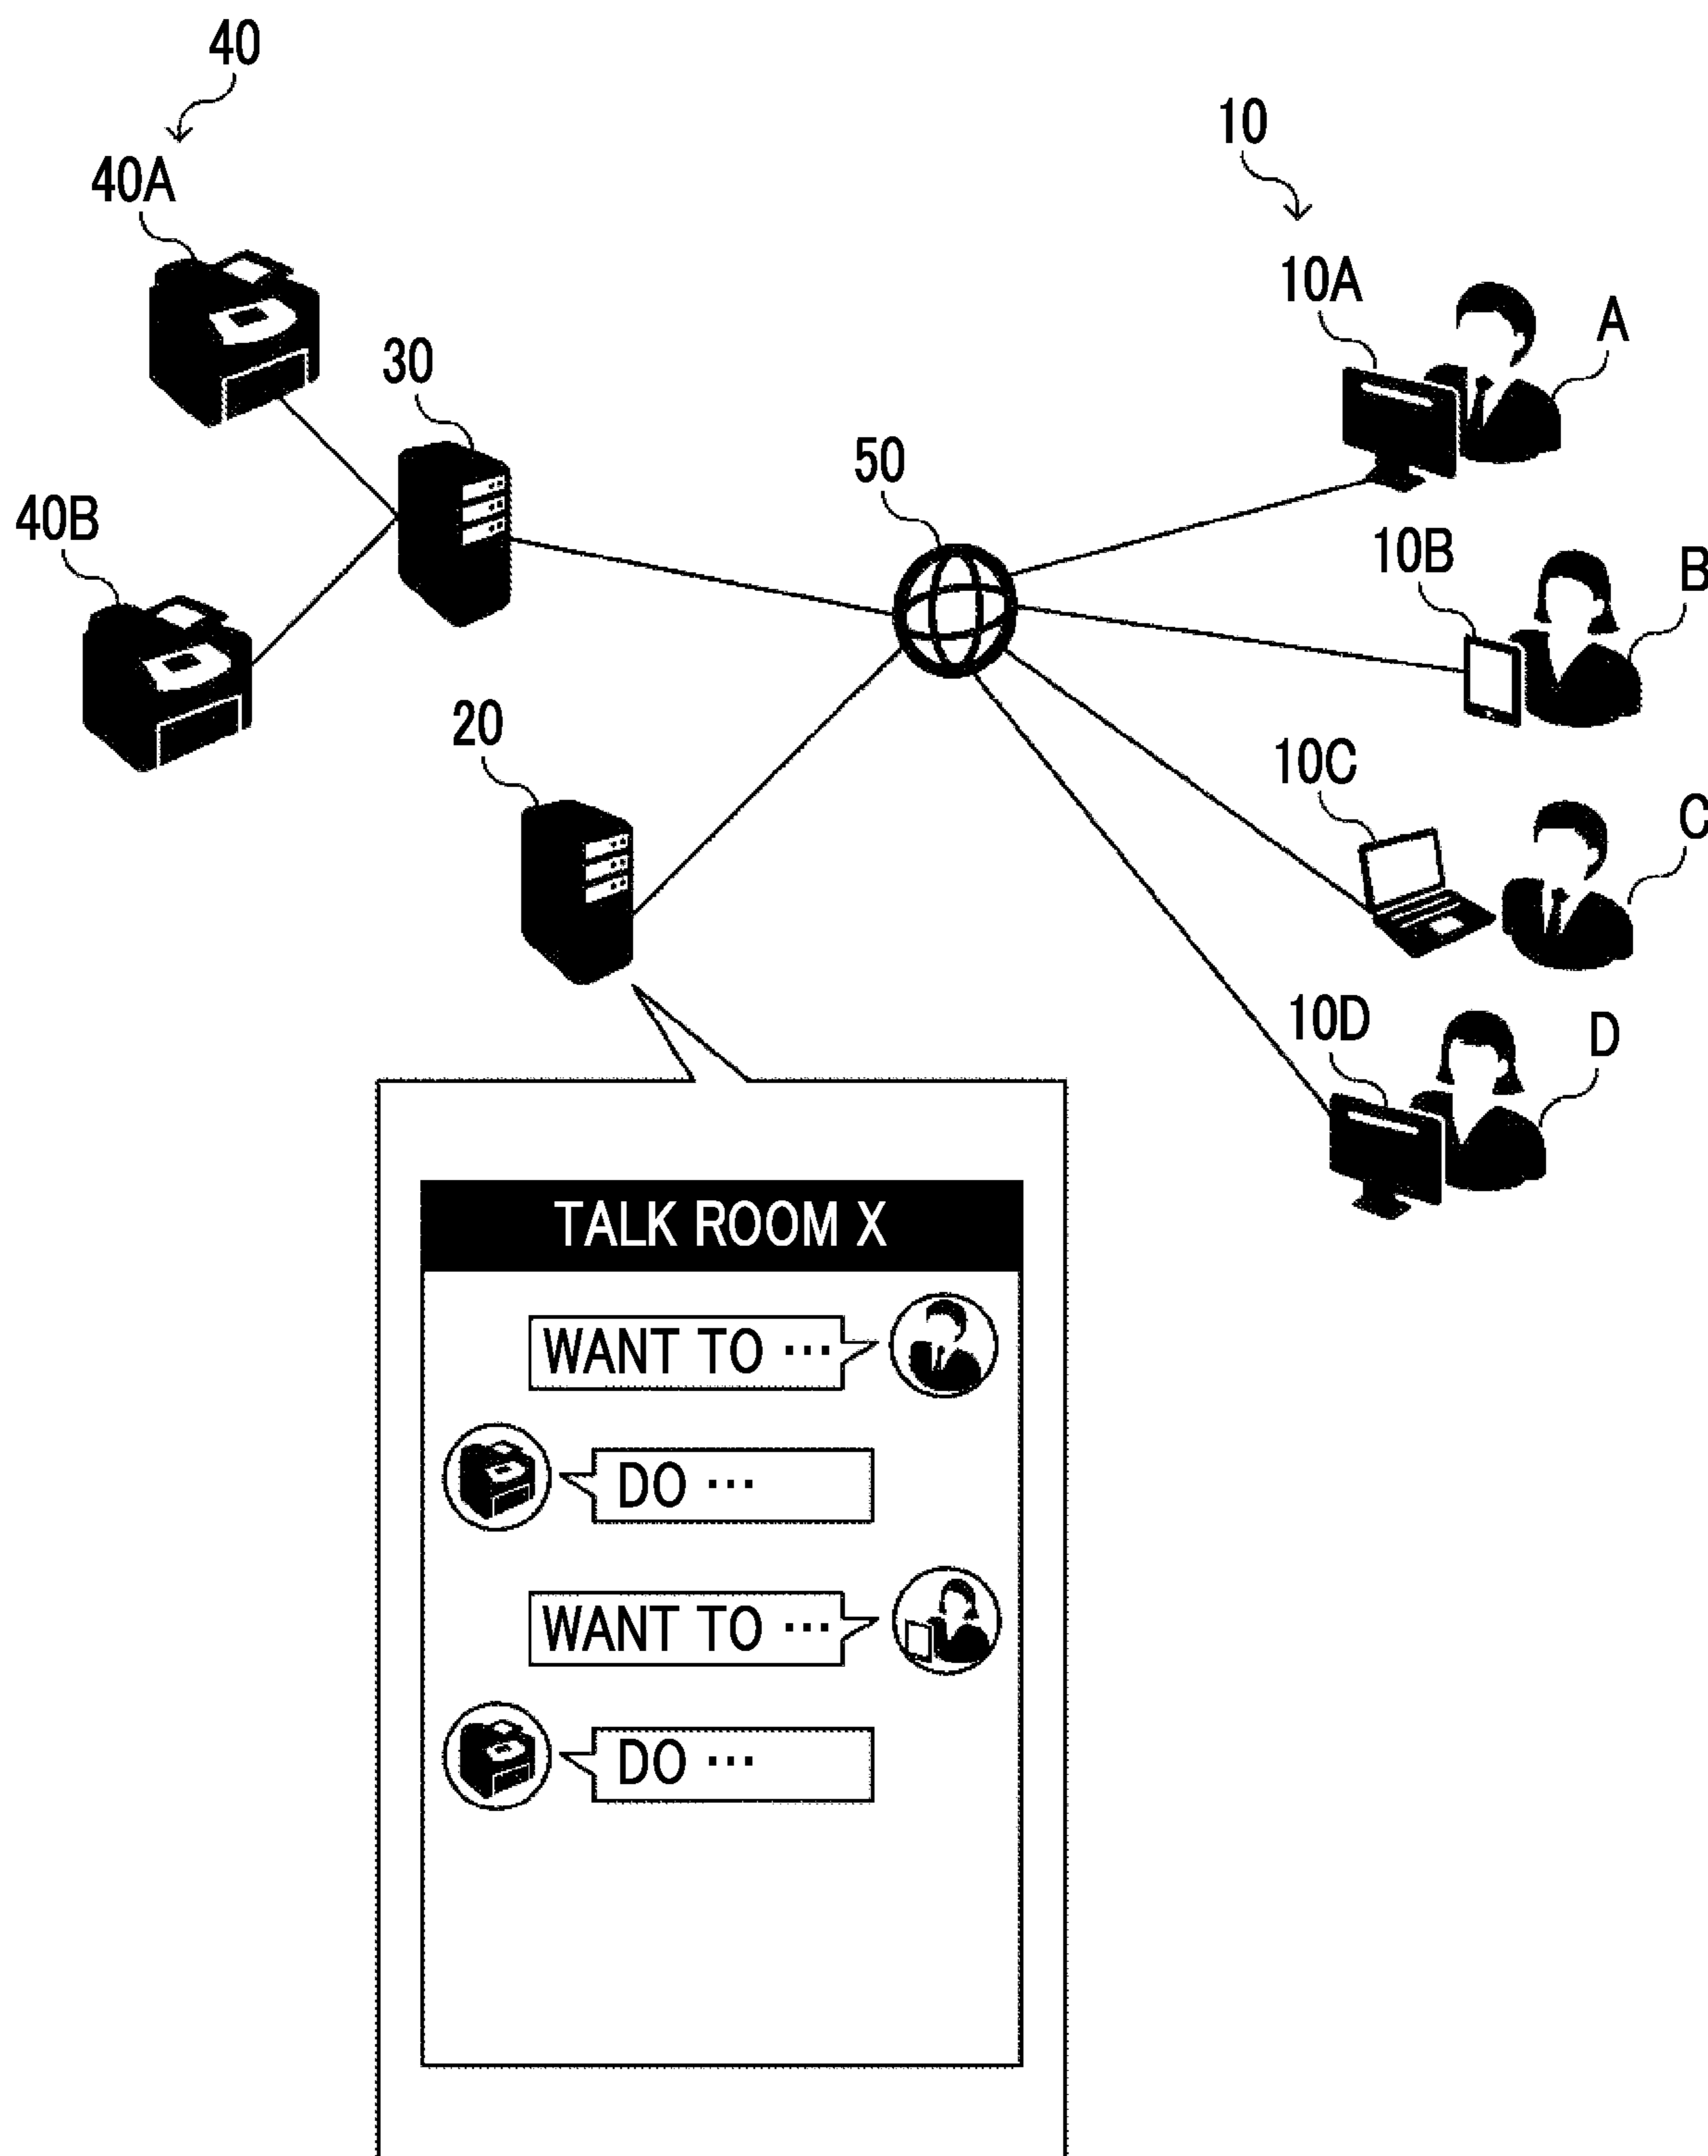 40
10
40A
10A
A
30
50
40B
10B
B
20
10C
C
10D
D
TALK ROOM X
WANT TO ···
DO ···
WANT TO ···
DO ···